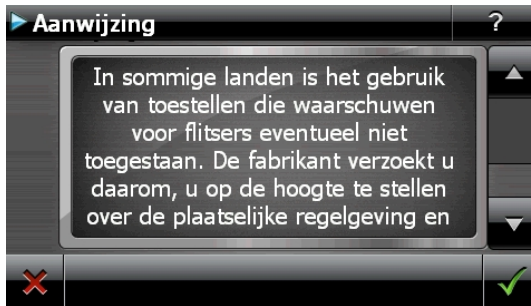 Aanwijzing ?
In sommige landen is het gebruik
van toestellen die waarschuwen
voor flitsers eventueel niet
toegestaan. De fabrikant verzoekt u
daarom, u op de hoogte te stellen
over de plaatselijke regelgeving en